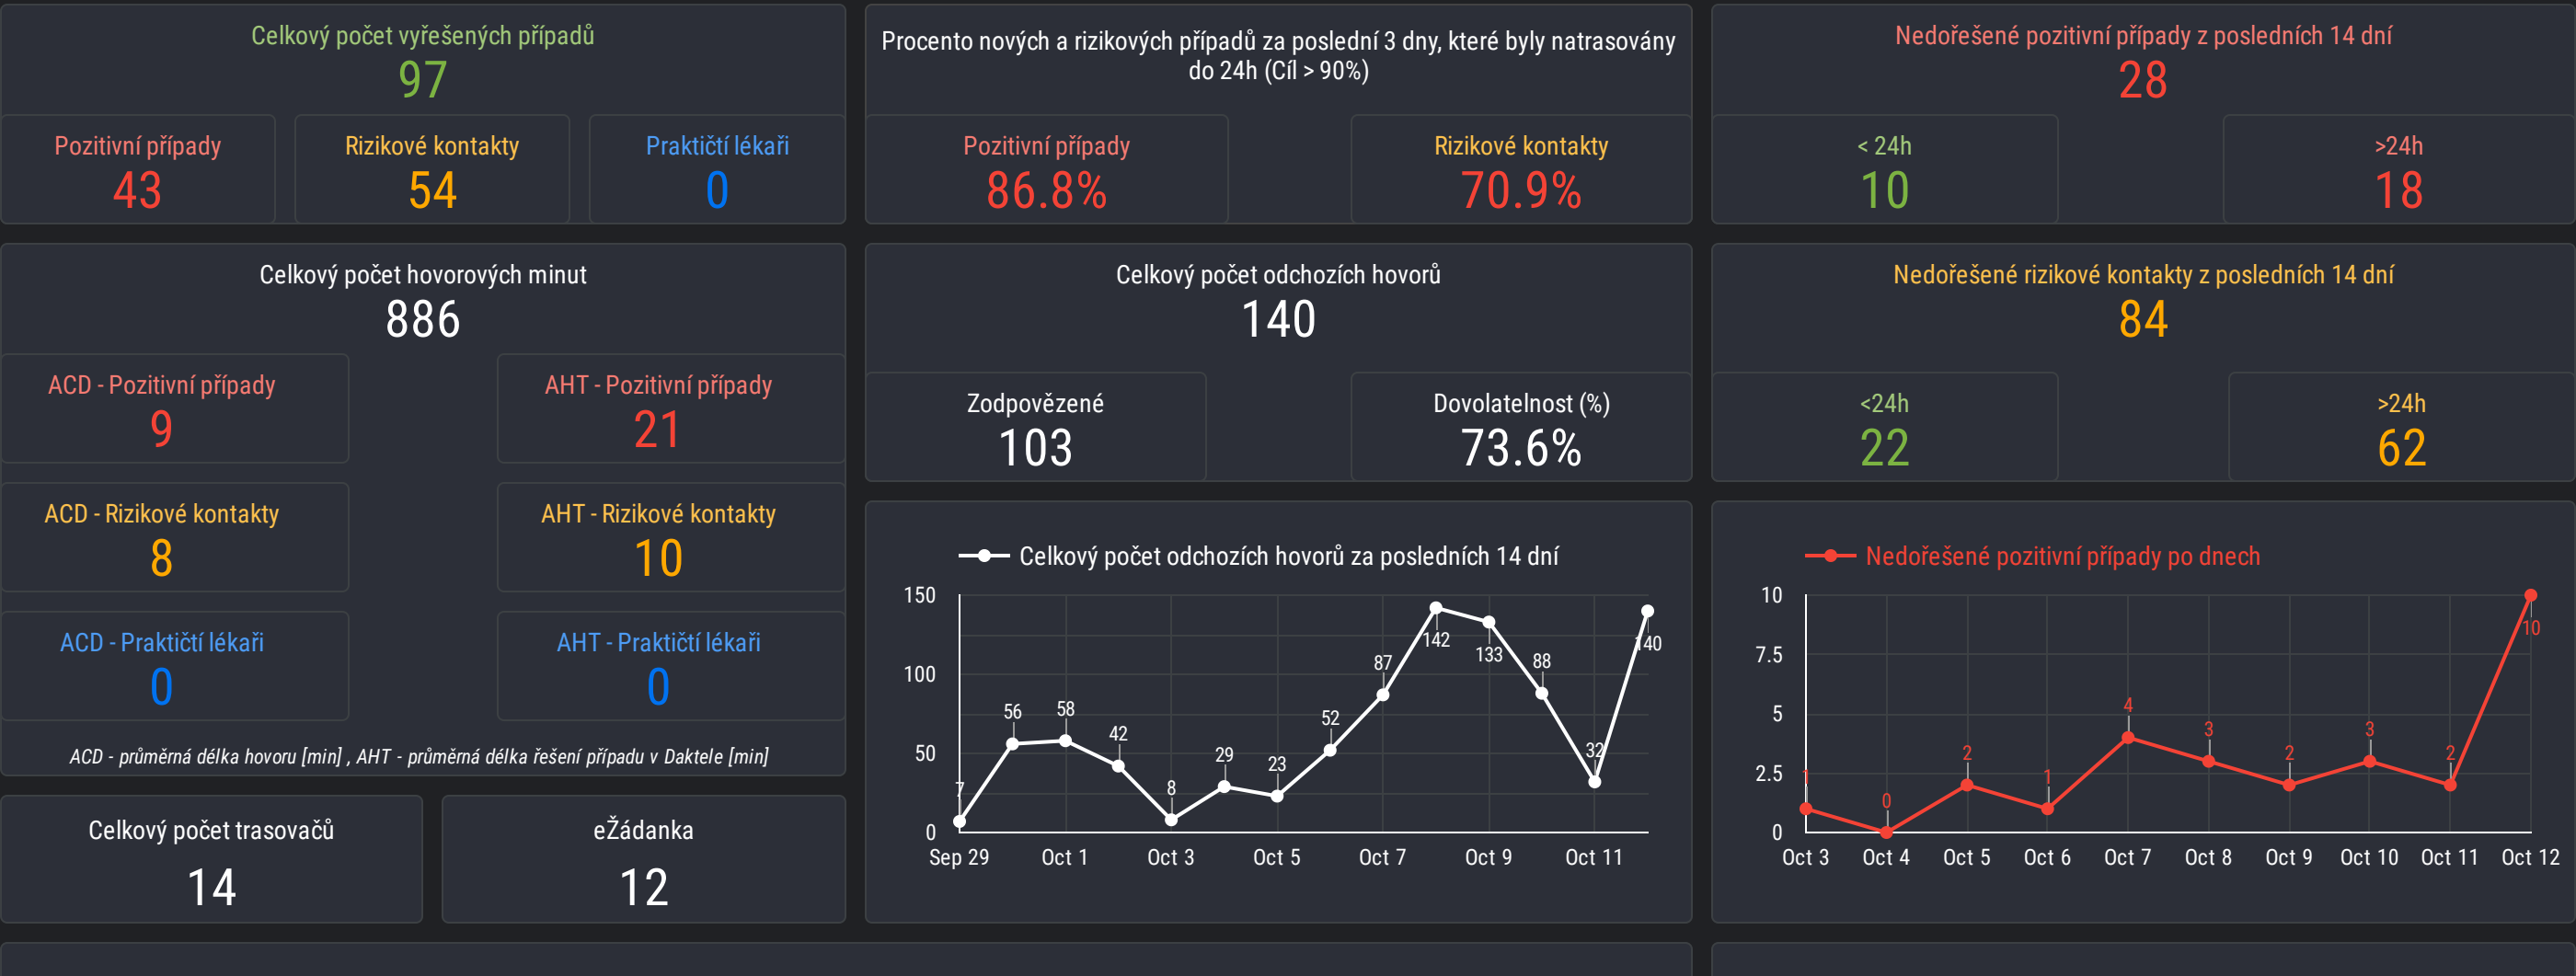 Celkový počet vyřešených případů
97
Pozitivní případy
43
Rizikové kontakty
54
Praktičtí lékaři
0
Procento nových a rizikových případů za poslední 3 dny, které byly natrasovány
do 24h (Cíl > 90%)
Pozitivní případy
86.8%
Rizikové kontakty
70.9%
Nedořešené pozitivní případy z posledních 14 dní
28
< 24h
10
>24h
18
Celkový počet hovorových minut
886
ACD - Pozitivní případy
9
AHT - Pozitivní případy
21
ACD - Rizikové kontakty
8
AHT - Rizikové kontakty
10
ACD - Praktičtí lékaři
0
AHT - Praktičtí lékaři
0
ACD - průměrná délka hovoru [min] , AHT - průměrná délka řešení případu v Daktele [min]
Celkový počet odchozích hovorů
140
Zodpovězené
103
Dovolatelnost (%)
73.6%
Nedořešené rizikové kontakty z posledních 14 dní
84
<24h
22
>24h
62
Celkový počet trasovačů
14
eŽádanka
12
Celkový počet odchozích hovorů za posledních 14 dní
150
100
50
0
7
56
58
42
8
29
23
52
87
142
133
88
32
140
Sep 29
Oct 1
Oct 3
Oct 5
Oct 7
Oct 9
Oct 11
Nedořešené pozitivní případy po dnech
10
7.5
5
2.5
0
1
0
2
1
4
3
2
3
2
10
Oct 3
Oct 4
Oct 5
Oct 6
Oct 7
Oct 8
Oct 9
Oct 10
Oct 11
Oct 12